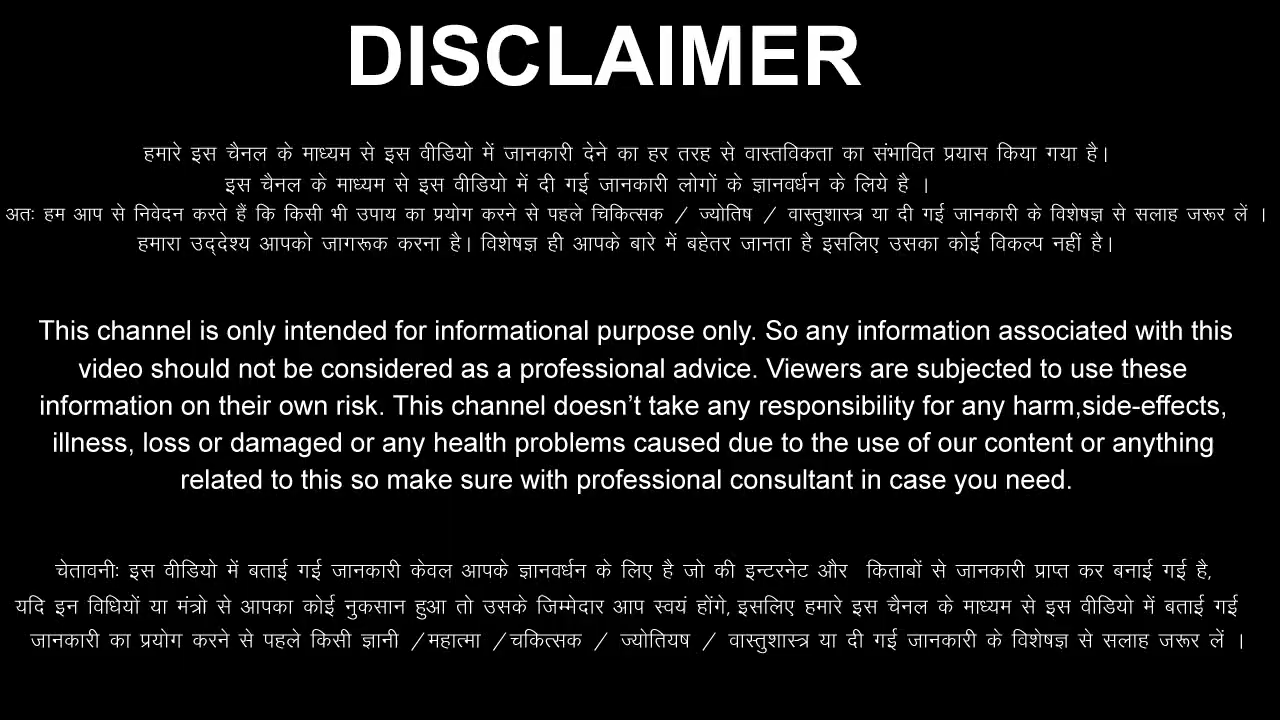 DISCLAIMER
हमारे इस चैनल के माध्यम से इस वीडियो में जानकारी देने का हर तरह से वास्तविकता का संभावित प्रयास किया गया है।
इस चैनल के माध्यम से इस वीडियो में दी गई जानकारी लोगों के ज्ञानवर्धन के लिये है ।
अतः हम आप से निवेदन करते हैं कि किसी भी उपाय का प्रयोग करने से पहले चिकित्सक / ज्योतिष / वास्तुशास्त्र या दी गई जानकारी के विशेषज्ञ से सलाह जरूर लें ।
हमारा उद्देश्य आपको जागरूक करना है। विशेषज्ञ ही आपके बारे में बहेतर जानता है इसलिए उसका कोई विकल्प नहीं है।
This channel is only intended for informational purpose only. So any information associated with this
video should not be considered as a professional advice. Viewers are subjected to use these
information on their own risk. This channel doesn’t take any responsibility for any harm,side-effects,
illness, loss or damaged or any health problems caused due to the use of our content or anything
related to this so make sure with professional consultant in case you need.
चेतावनीः इस वीडियो में बताई गई जानकारी केवल आपके ज्ञानवर्धन के लिए है जो की इन्टरनेट और किताबों से जानकारी प्राप्त कर बनाई गई है,
यदि इन विधियों या मंत्रो से आपका कोई नुकसान हुआ तो उसके जिम्मेदार आप स्वयं होंगे, इसलिए हमारे इस चैनल के माध्यम से इस वीडियो में बताई गई
जानकारी का प्रयोग करने से पहले किसी ज्ञानी /महात्मा /चकित्सक / ज्योतियष / वास्तुशास्त्र या दी गई जानकारी के विशेषज्ञ से सलाह जरूर लें ।